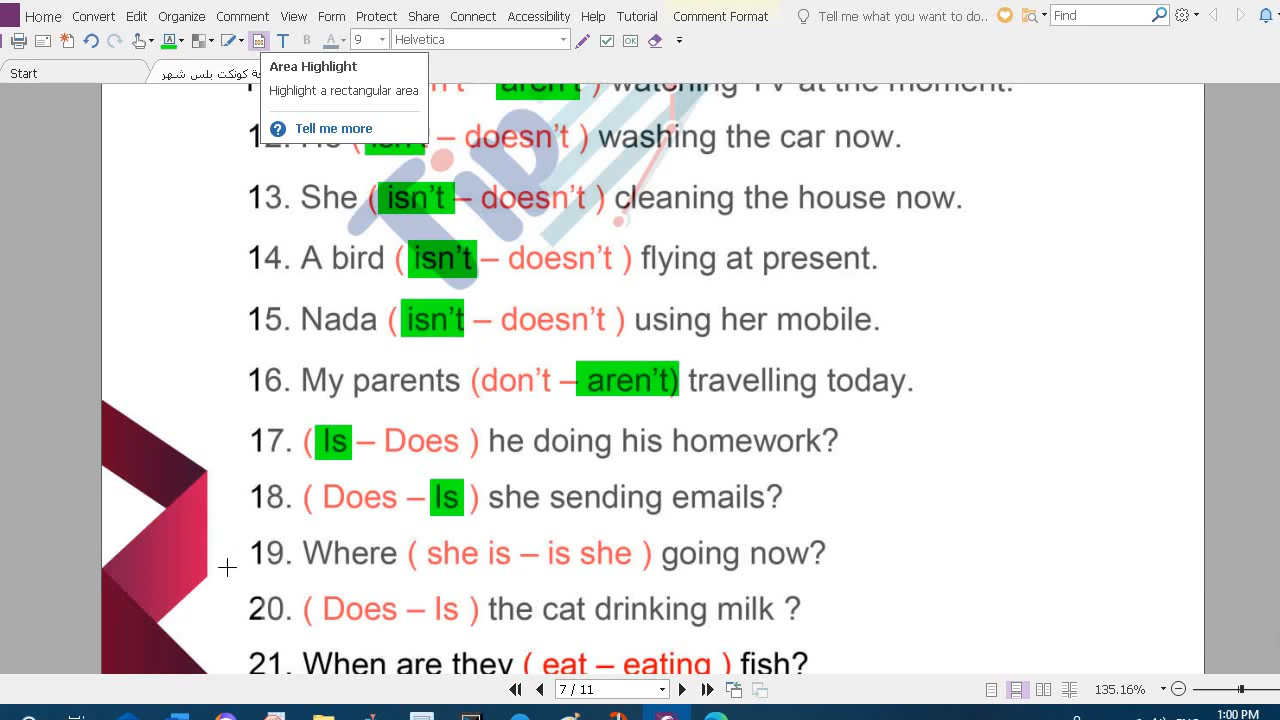 Home Convert Edit Organize Comment View Form Protect Share Connect Accessibility Help Tutorial Comment Format Tell me what you want to do.. Find
9 Helvetica
Start كونكت بلس شهر
Area Highlight
Highlight a rectangular area
Tell me more
aren't ) watching TV at the moment.
12. He ( isn't – doesn't ) washing the car now.
13. She ( isn't – doesn't ) cleaning the house now.
14. A bird ( isn't – doesn't ) flying at present.
15. Nada ( isn't – doesn't ) using her mobile.
16. My parents (don't – aren't) travelling today.
17. ( Is – Does ) he doing his homework?
18. ( Does – Is ) she sending emails?
19. Where ( she is – is she ) going now?
20. ( Does – Is ) the cat drinking milk ?
21. When are they ( eat – eating ) fish?
Tip
7 / 11 135.16%
1:00 PM